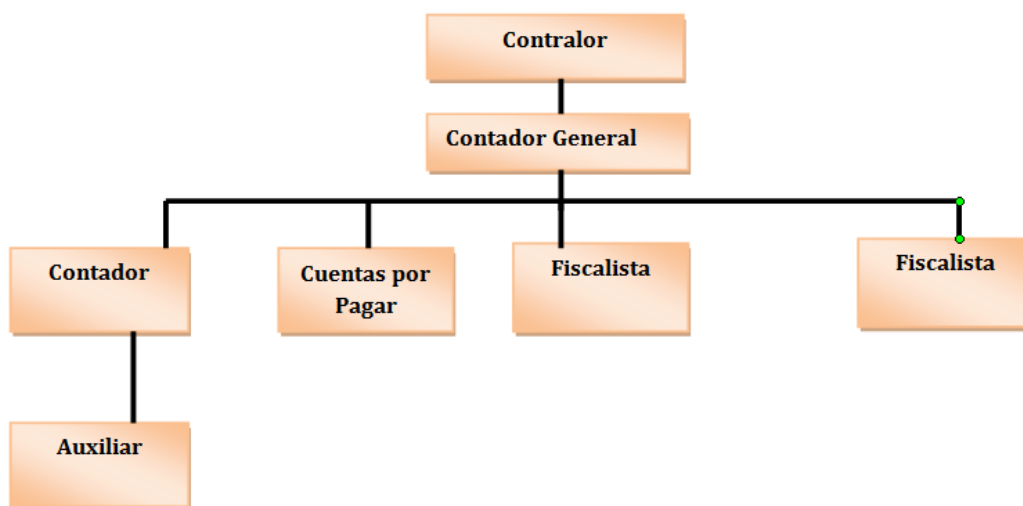 Contralor
Contador General
Contador
Cuentas por
Pagar
Fiscalista
Fiscalista
Auxiliar